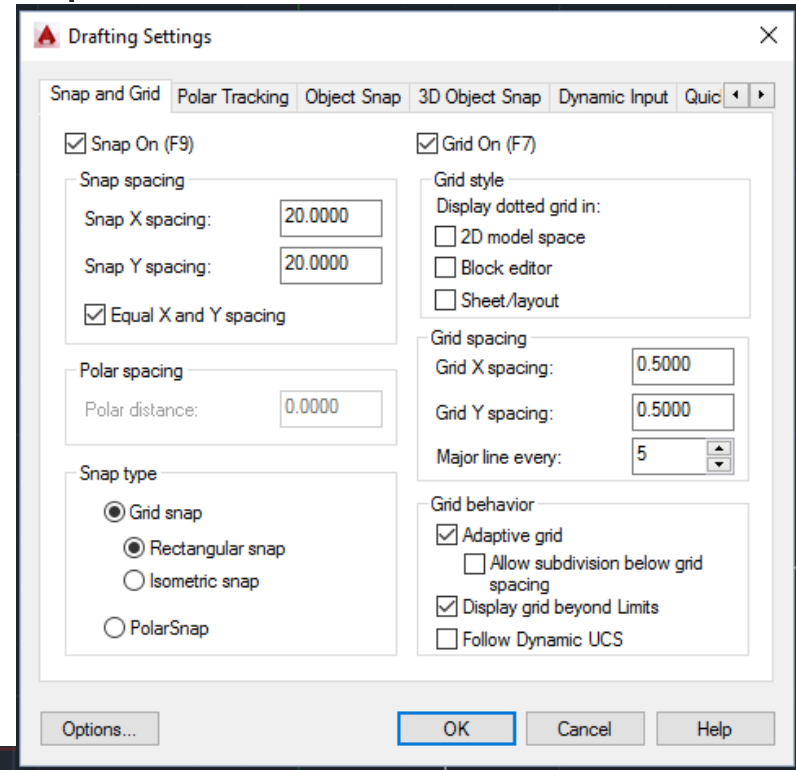 Drafting Settings
Snap and Grid Polar Tracking Object Snap 3D Object Snap Dynamic Input Quic
Snap On (F9)
Snap spacing
Snap X spacing: 20.0000
Snap Y spacing: 20.0000
Equal X and Y spacing
Polar spacing
Polar distance: 0.0000
Snap type
Grid snap
Rectangular snap
Isometric snap
PolarSnap
Grid On (F7)
Grid style
Display dotted grid in:
2D model space
Block editor
Sheet/layout
Grid spacing
Grid X spacing: 0.5000
Grid Y spacing: 0.5000
Major line every: 5
Grid behavior
Adaptive grid
Allow subdivision below grid
spacing
Display grid beyond Limits
Follow Dynamic UCS
Options... OK Cancel Help